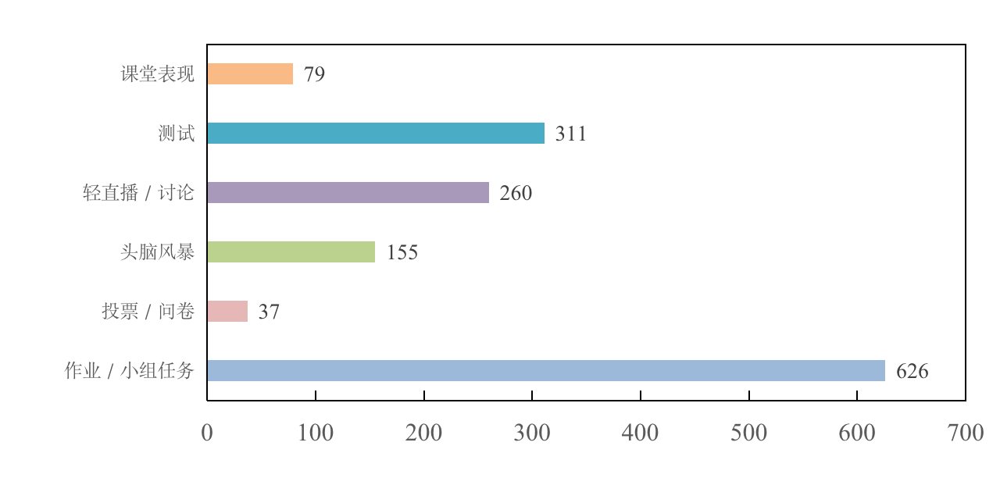 课堂表现 79
测试 311
轻直播 / 讨论 260
头脑风暴 155
投票 / 问卷 37
作业 / 小组任务 626
0 100 200 300 400 500 600 700